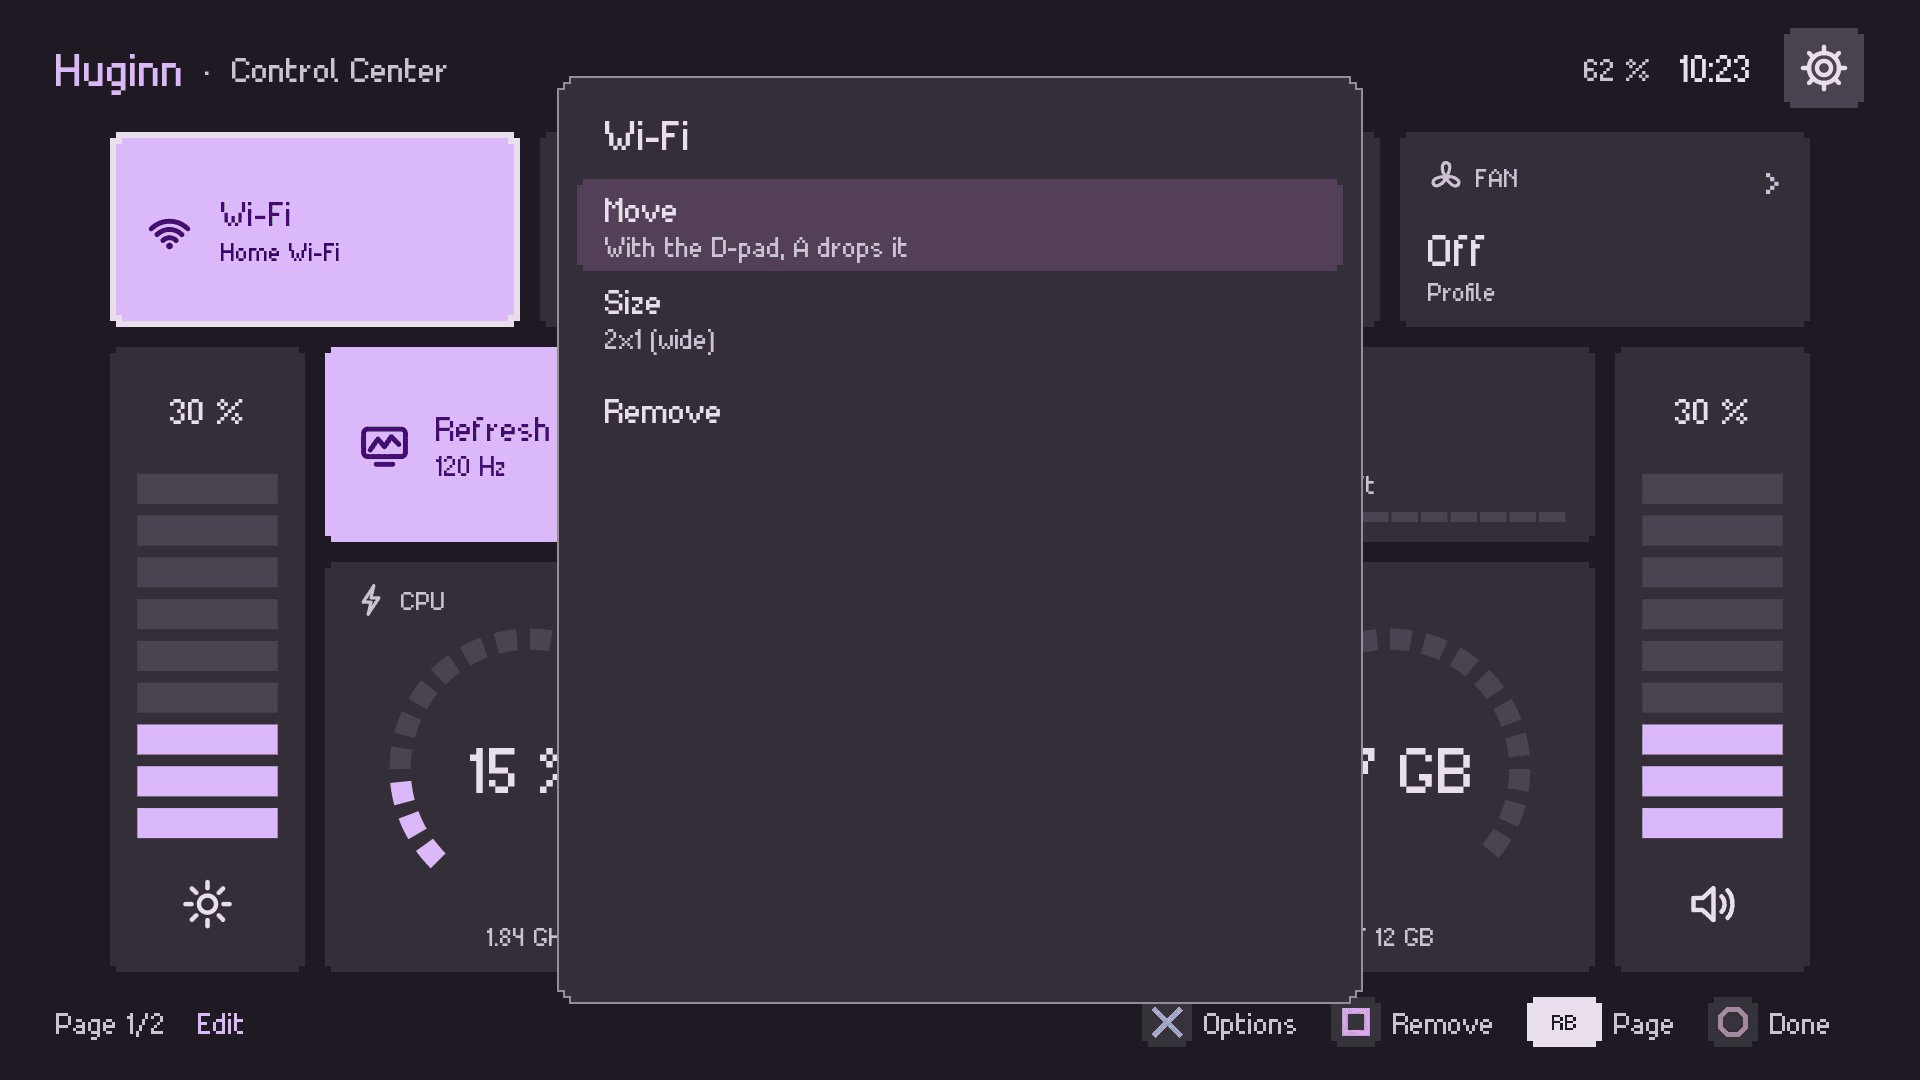 Huginn · Control Center
62 % 10:23
Wi-Fi
Home Wi-Fi
Wi-Fi
Move
With the D-pad, A drops it
Size
2x1 (wide)
Remove
FAN
Off
Profile
30 %
Refresh
120 Hz
30 %
CPU
15
GB
1.84
12 GB
Page 1/2 Edit
Options Remove RB Page Done